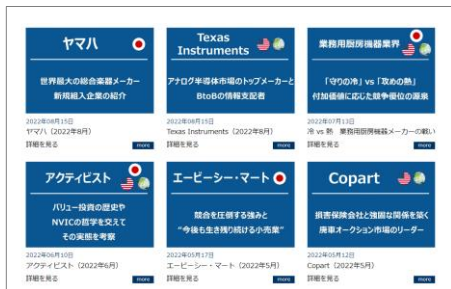 ヤマハ
世界最大の総合楽器メーカー
新規組入企業の紹介
2022年08月15日
ヤマハ（2022年8月）
詳細を見る
more
Texas
Instruments
アナログ半導体市場のトップメーカーと
BtoBの情報支配者
2022年08月15日
Texas Instruments（2022年8月）
詳細を見る
more
業務用厨房機器業界
「守りの冷」vs「攻めの熱」
付加価値に応じた競争優位の源泉
2022年07月13日
冷 vs 熱　業務用厨房機器メーカーの戦い
詳細を見る
more
アクティビスト
バリュー投資の歴史や
NVICの哲学を交えて
その実態を考察
2022年06月10日
アクティビスト（2022年6月）
詳細を見る
more
エービーシー・マート
競合を圧倒する強みと
“今後も生き残り続ける小売業”
2022年05月17日
エービーシー・マート（2022年5月）
詳細を見る
more
Copart
損害保険会社と強固な関係を築く
廃車オークション市場のリーダー
2022年05月12日
Copart（2022年5月）
詳細を見る
more